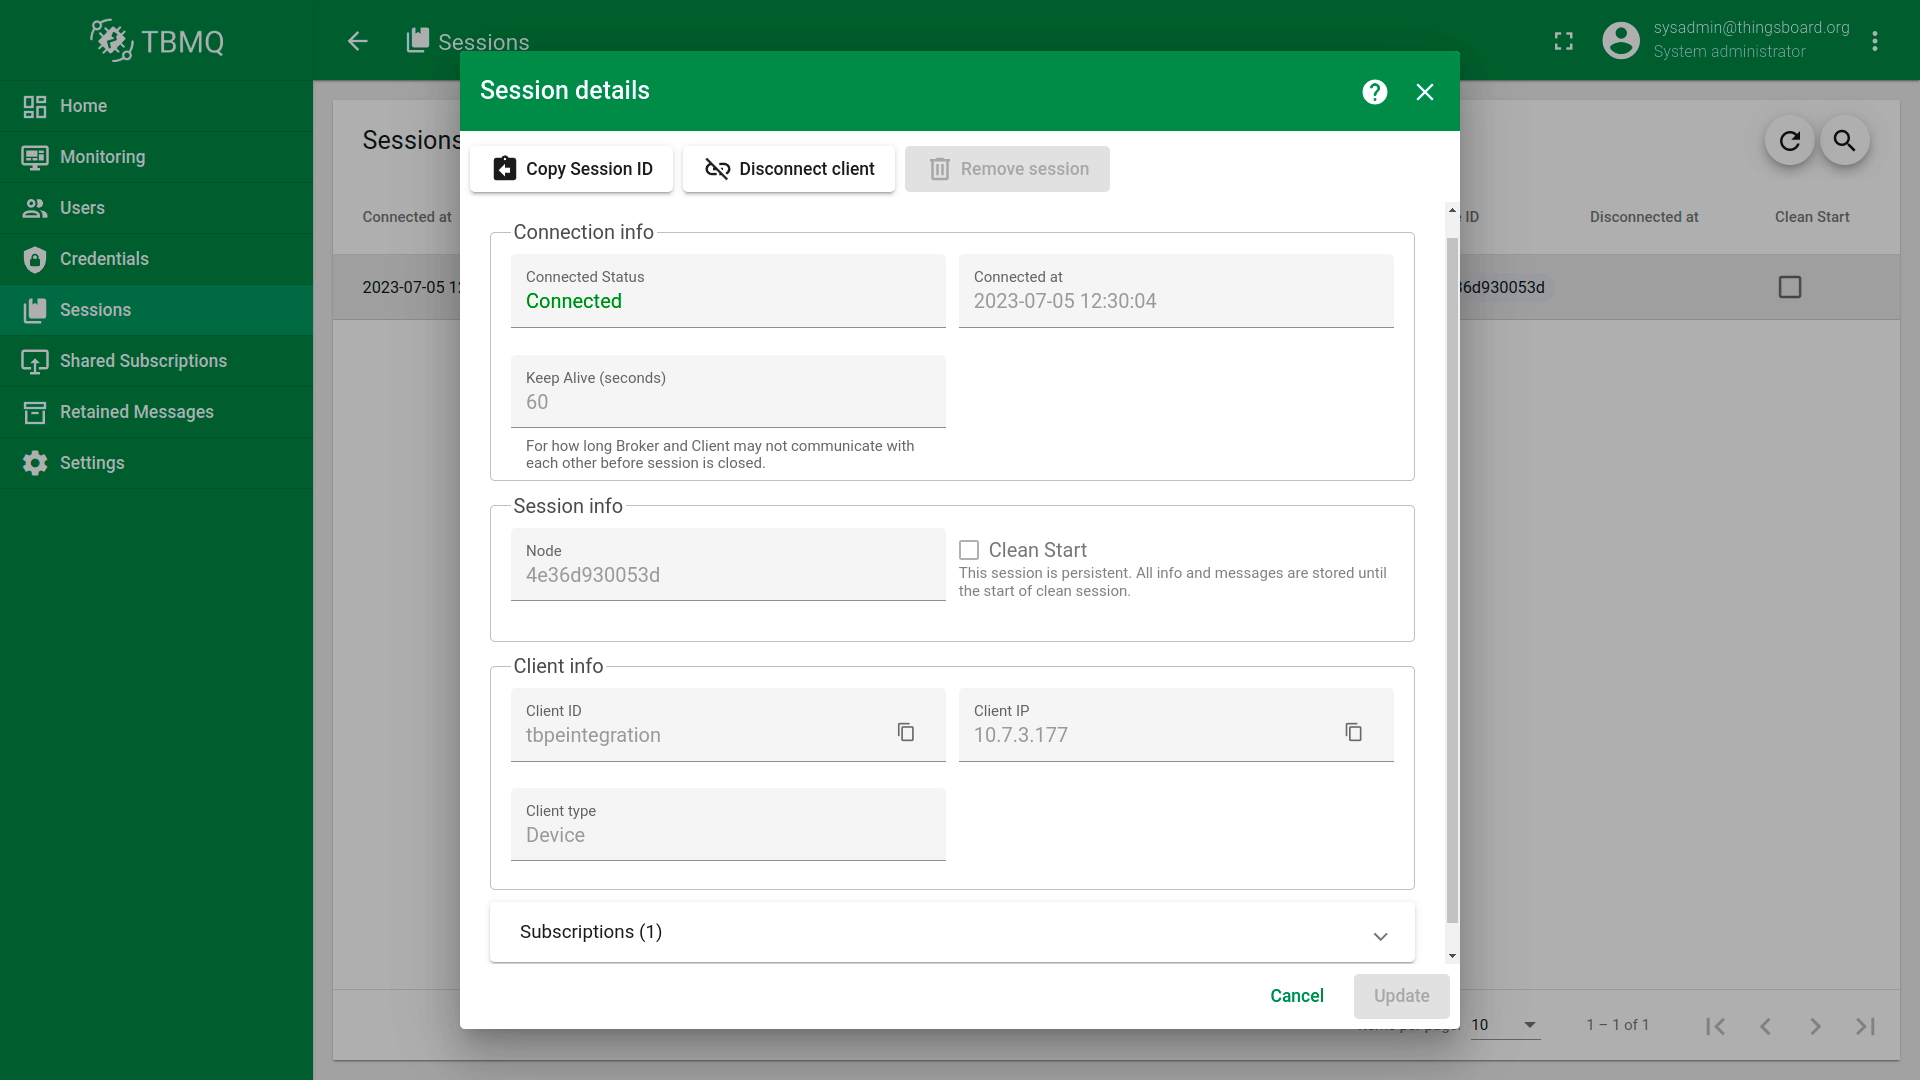 TBMQ
Sessions
sysadmin@thingsboard.org
System administrator
Home
Monitoring
Users
Credentials
Sessions
Shared Subscriptions
Retained Messages
Settings
Sessions
Connected at
ID
Disconnected at
Clean Start
2023-07-05 12
36d930053d
Session details
Copy Session ID
Disconnect client
Remove session
Connection info
Connected Status
Connected
Connected at
2023-07-05 12:30:04
Keep Alive (seconds)
60
For how long Broker and Client may not communicate with
each other before session is closed.
Session info
Node
4e36d930053d
Clean Start
This session is persistent. All info and messages are stored until
the start of clean session.
Client info
Client ID
tbpeintegration
Client IP
10.7.3.177
Client type
Device
Subscriptions (1)
Cancel
Update
10
1 – 1 of 1